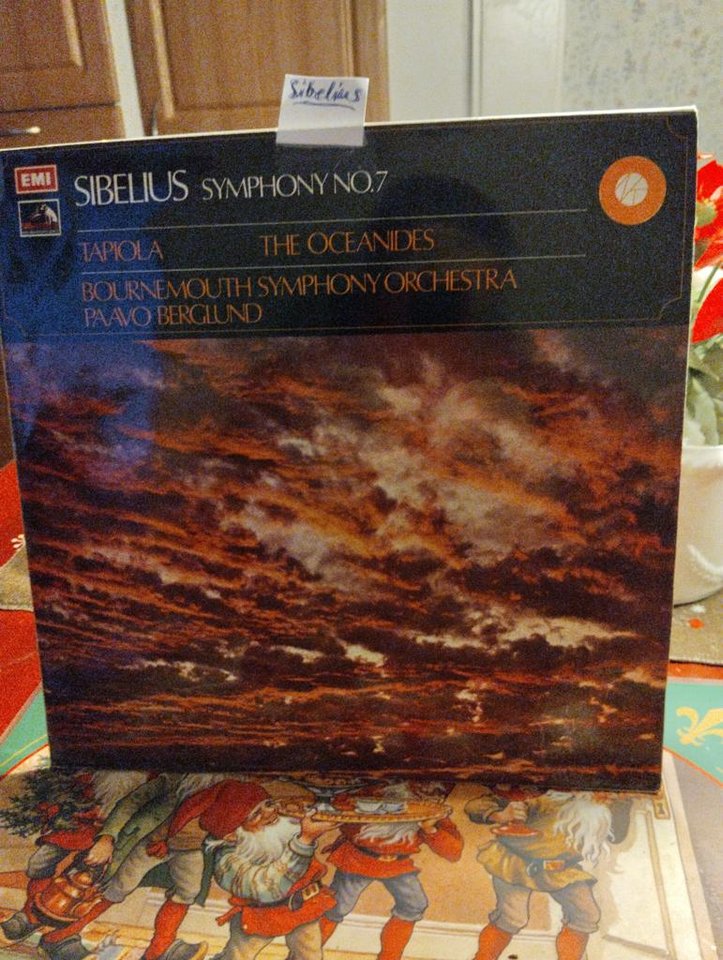 Sibelius
EMI
SIBELIUS SYMPHONY NO.7
TAPIOLA THE OCEANIDES
BOURNEMOUTH SYMPHONY ORCHESTRA
PAAVO BERGLUND